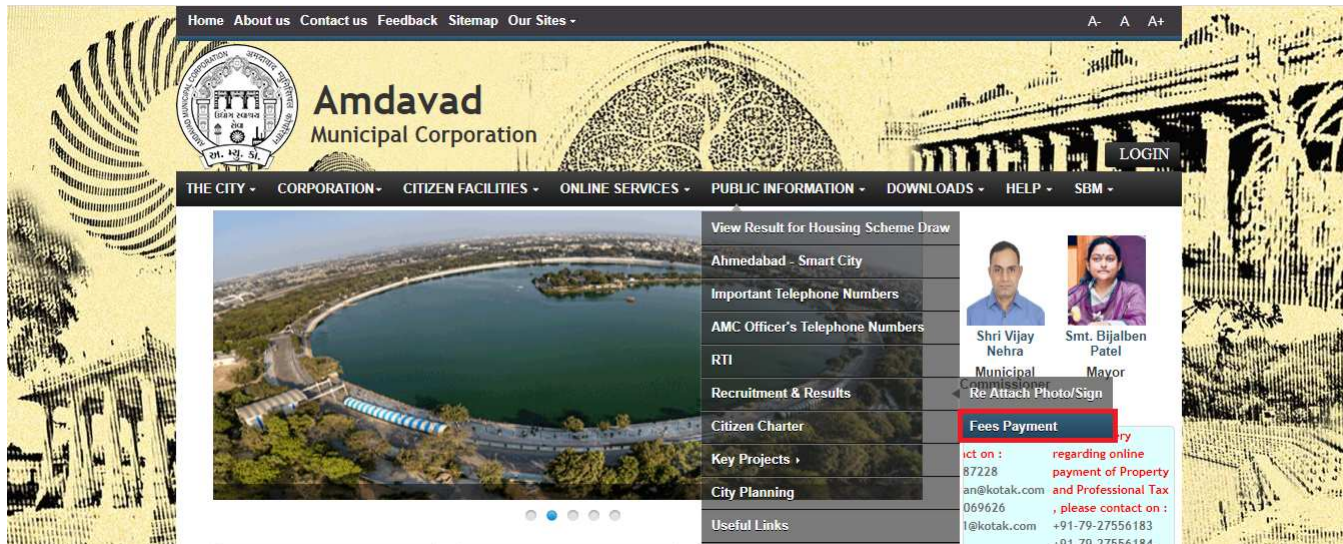 Home About us Contact us Feedback Sitemap Our Sites
A- A A+
Amdavad
Municipal Corporation
LOGIN
THE CITY CORPORATION CITIZEN FACILITIES ONLINE SERVICES PUBLIC INFORMATION DOWNLOADS HELP SBM
View Result for Housing Scheme Draw
Ahmedabad - Smart City
Important Telephone Numbers
AMC Officer's Telephone Numbers
RTI
Recruitment & Results
Citizen Charter
Key Projects
City Planning
Useful Links
Re Attach Photo/Sign
Fees Payment
Shri Vijay
Nehra
Municipal
Commissioner
Smt. Bijalben
Patel
Mayor
on :
87228
an@kotak.com
069626
1@kotak.com
regarding online
payment of Property
and Professional Tax
, please contact on :
+91-79-27556183
+91-79-27556184